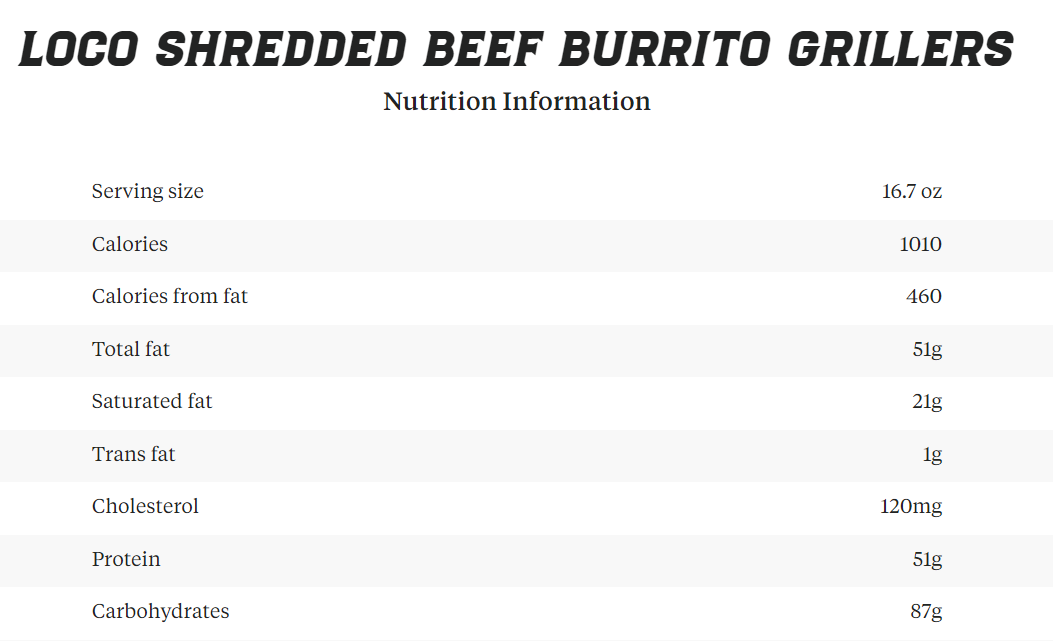 LOCO SHREDDED BEEF BURRITO GRILLERS
Nutrition Information
Serving size 16.7 oz
Calories 1010
Calories from fat 460
Total fat 51g
Saturated fat 21g
Trans fat 1g
Cholesterol 120mg
Protein 51g
Carbohydrates 87g